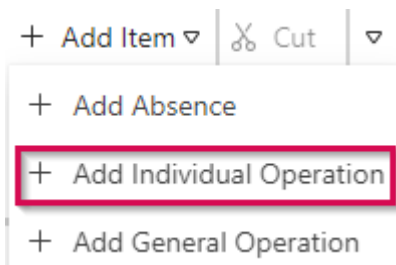 + Add Item Cut
+ Add Absence
+ Add Individual Operation
+ Add General Operation